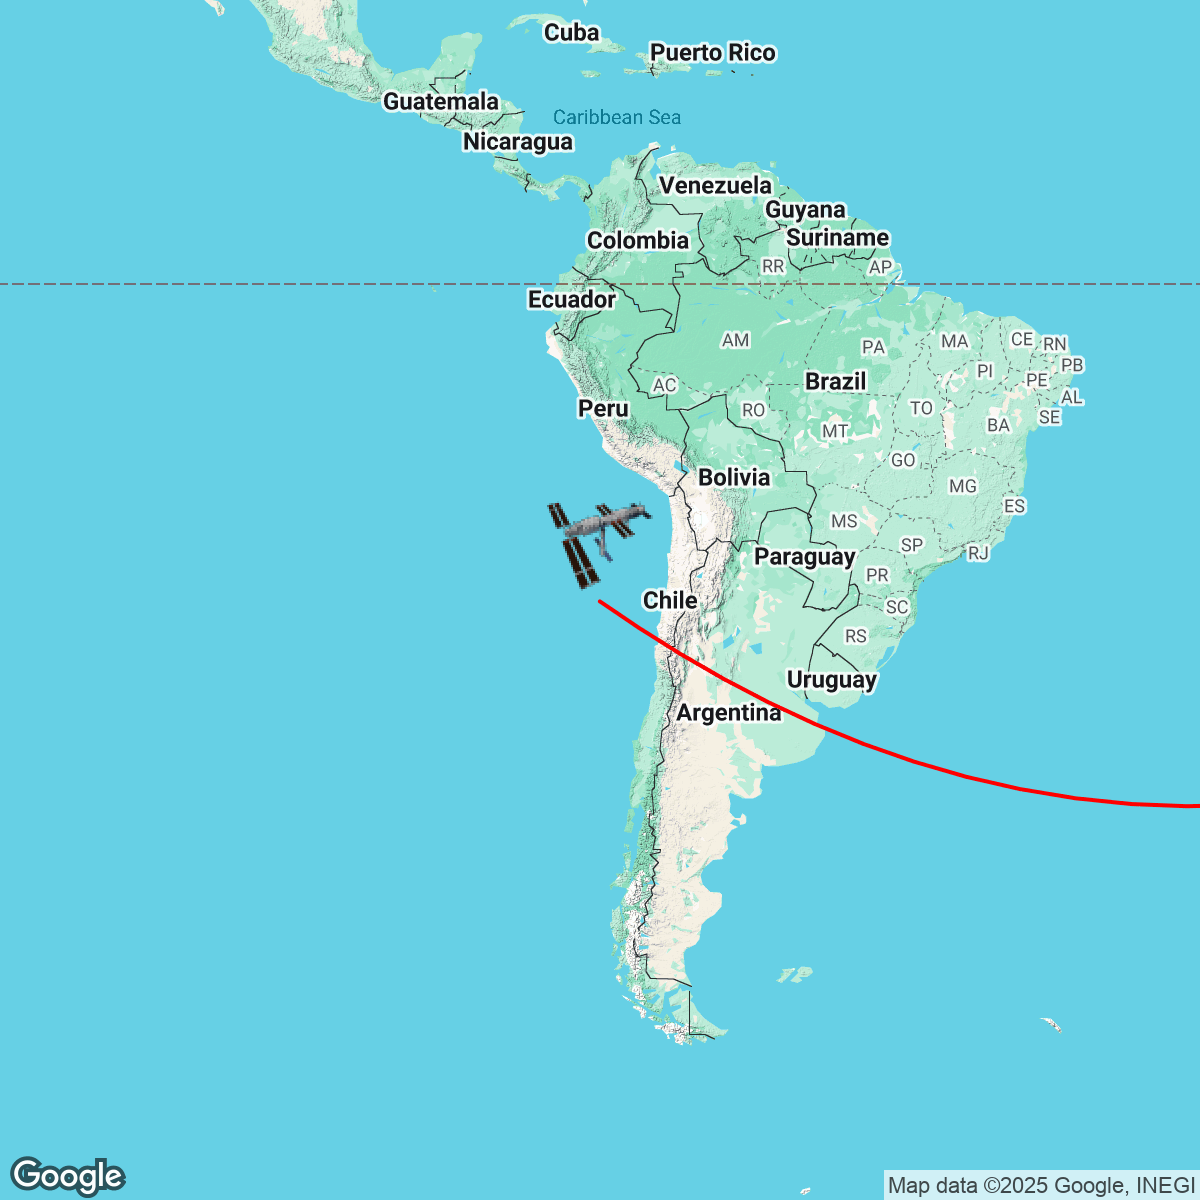 Cuba
Puerto Rico
Guatemala
Caribbean Sea
Nicaragua
Venezuela
Guyana
Suriname
Colombia
RR
AP
Ecuador
AM
PA
MA
CE
RN
PI
PB
PE
Brazil
AC
AL
Peru
RO
TO
SE
BA
MT
GO
Bolivia
MG
ES
MS
SP
RJ
Paraguay
PR
Chile
SC
RS
Uruguay
Argentina
Google
Map data ©2025 Google, INEGI